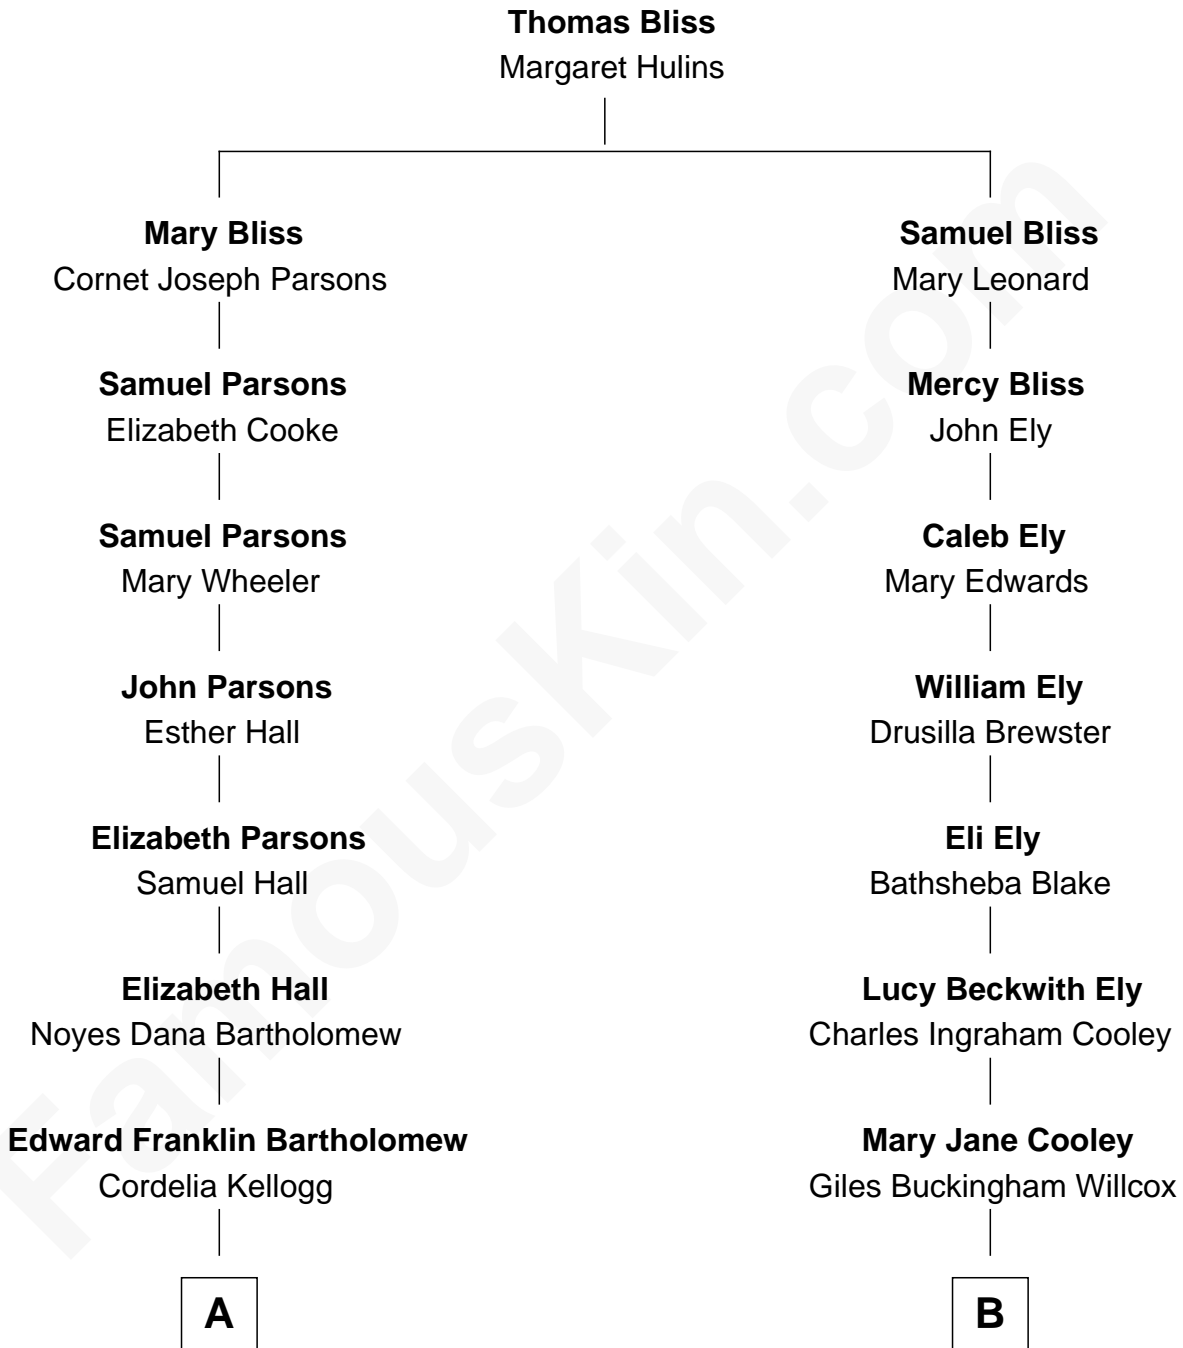 Thomas Bliss
Margaret Hulins
Mary Bliss
Cornet Joseph Parsons
Samuel Bliss
Mary Leonard
Samuel Parsons
Elizabeth Cooke
Mercy Bliss
John Ely
Samuel Parsons
Mary Wheeler
Caleb Ely
Mary Edwards
John Parsons
Esther Hall
William Ely
Drusilla Brewster
Elizabeth Parsons
Samuel Hall
Eli Ely
Bathsheba Blake
Elizabeth Hall
Noyes Dana Bartholomew
Lucy Beckwith Ely
Charles Ingraham Cooley
Edward Franklin Bartholomew
Cordelia Kellogg
Mary Jane Cooley
Giles Buckingham Willcox
A
B
FamousKin.com